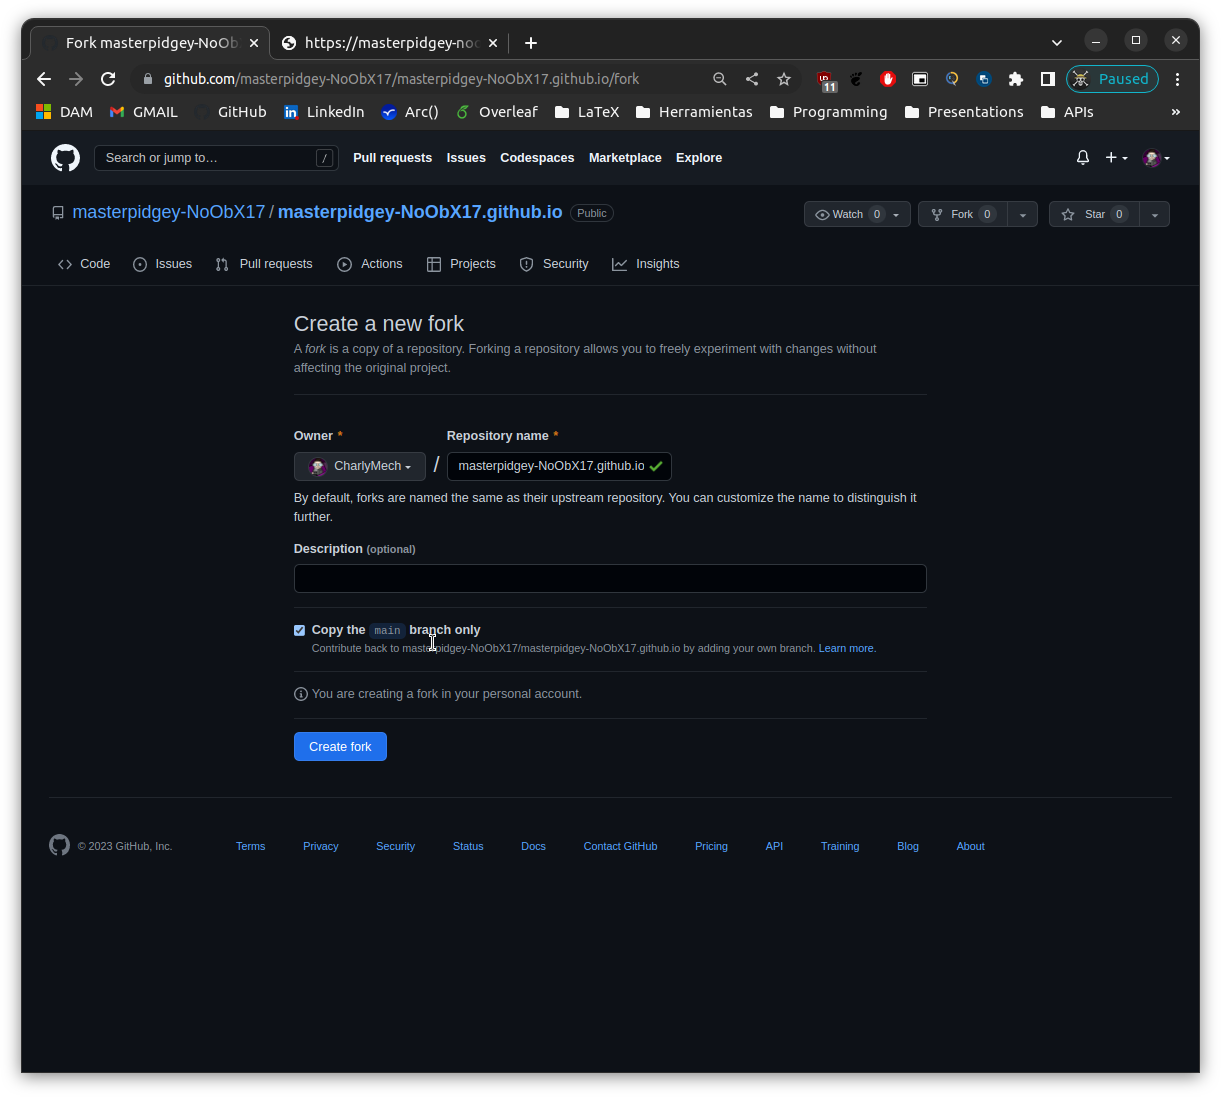 Fork masterpidgey-NoOb
https://masterpidgey-noo
github.com/masterpidgey-NoObX17/masterpidgey-NoObX17.github.io/fork
11
Paused
DAM GMAIL GitHub LinkedIn Arc() Overleaf LaTeX Herramientas Programming Presentations APIs »
Search or jump to… / Pull requests Issues Codespaces Marketplace Explore
masterpidgey-NoObX17 / masterpidgey-NoObX17.github.io Public Watch 0 Fork 0 Star 0
Code Issues Pull requests Actions Projects Security Insights
Create a new fork
A fork is a copy of a repository. Forking a repository allows you to freely experiment with changes without
affecting the original project.
Owner * Repository name *
CharlyMech / masterpidgey-NoObX17.github.io
By default, forks are named the same as their upstream repository. You can customize the name to distinguish it
further.
Description (optional)
Copy the main branch only
Contribute back to masterpidgey-NoObX17/masterpidgey-NoObX17.github.io by adding your own branch. Learn more.
You are creating a fork in your personal account.
Create fork
© 2023 GitHub, Inc. Terms Privacy Security Status Docs Contact GitHub Pricing API Training Blog About